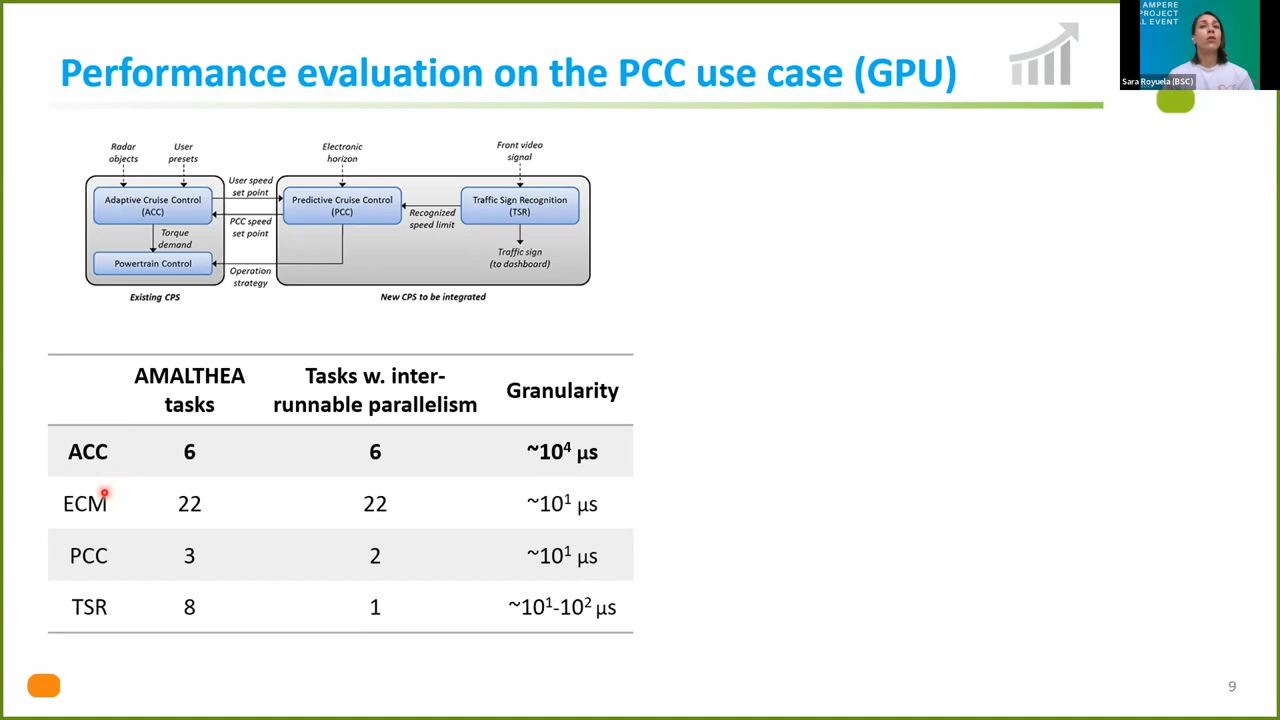 AMPERE
PROJECT
L EVENT
Sara Royuela (BSC)
Performance evaluation on the PCC use case (GPU)
Radar
objects
User
presets
Electronic
horizon
Front video
signal
Adaptive Cruise Control
(ACC)
User speed
set point
PCC speed
set point
Predictive Cruise Control
(PCC)
Recognized
speed limit
Traffic Sign Recognition
(TSR)
Torque
demand
Traffic sign
(to dashboard)
Powertrain Control
Operation
strategy
Existing CPS
New CPS to be integrated
AMALTHEA
tasks
Tasks w. inter-
runnable parallelism
Granularity
ACC 6 6 ~10⁴ μs
ECM 22 22 ~10¹ μs
PCC 3 2 ~10¹ μs
TSR 8 1 ~10¹-10² μs
9